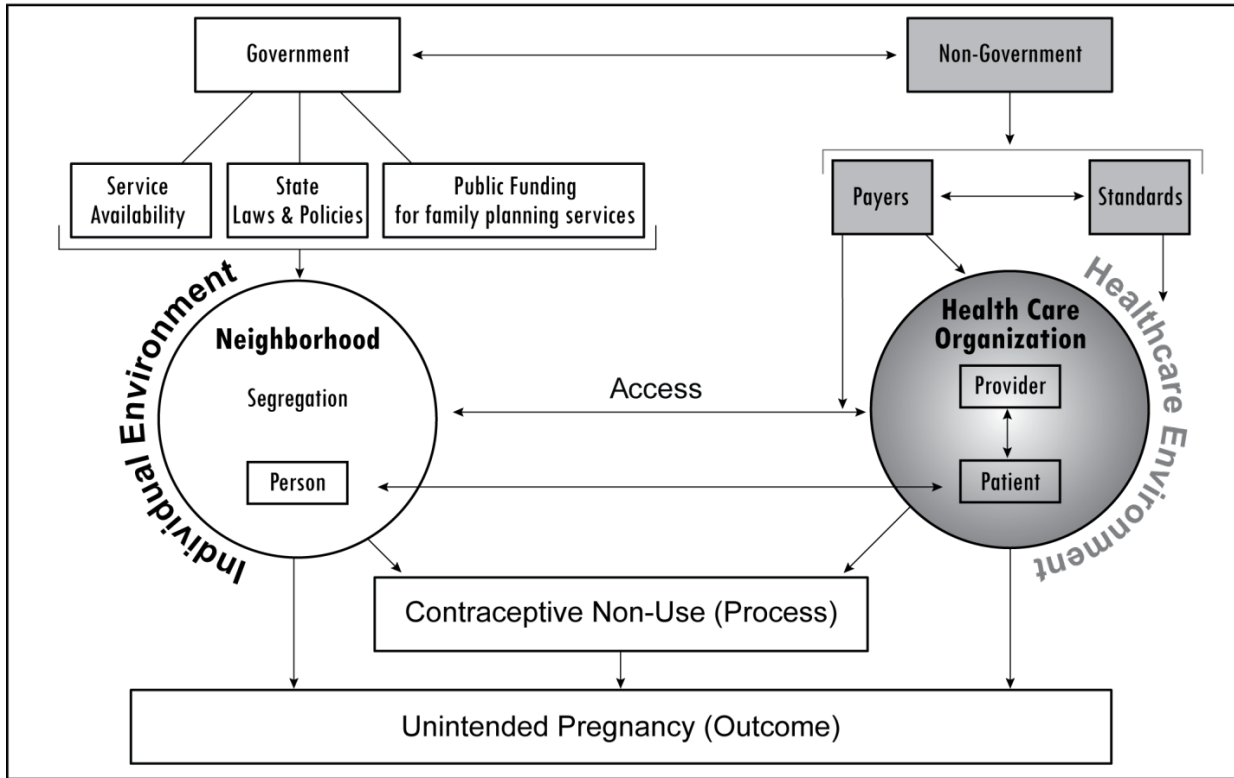 Government
Non-Government
Service
Availability
State
Laws & Policies
Public Funding
for family planning services
Payers
Standards
Individual Environment
Neighborhood
Segregation
Person
Access
Health Care
Organization
Provider
Patient
Healthcare Environment
Contraceptive Non-Use (Process)
Unintended Pregnancy (Outcome)